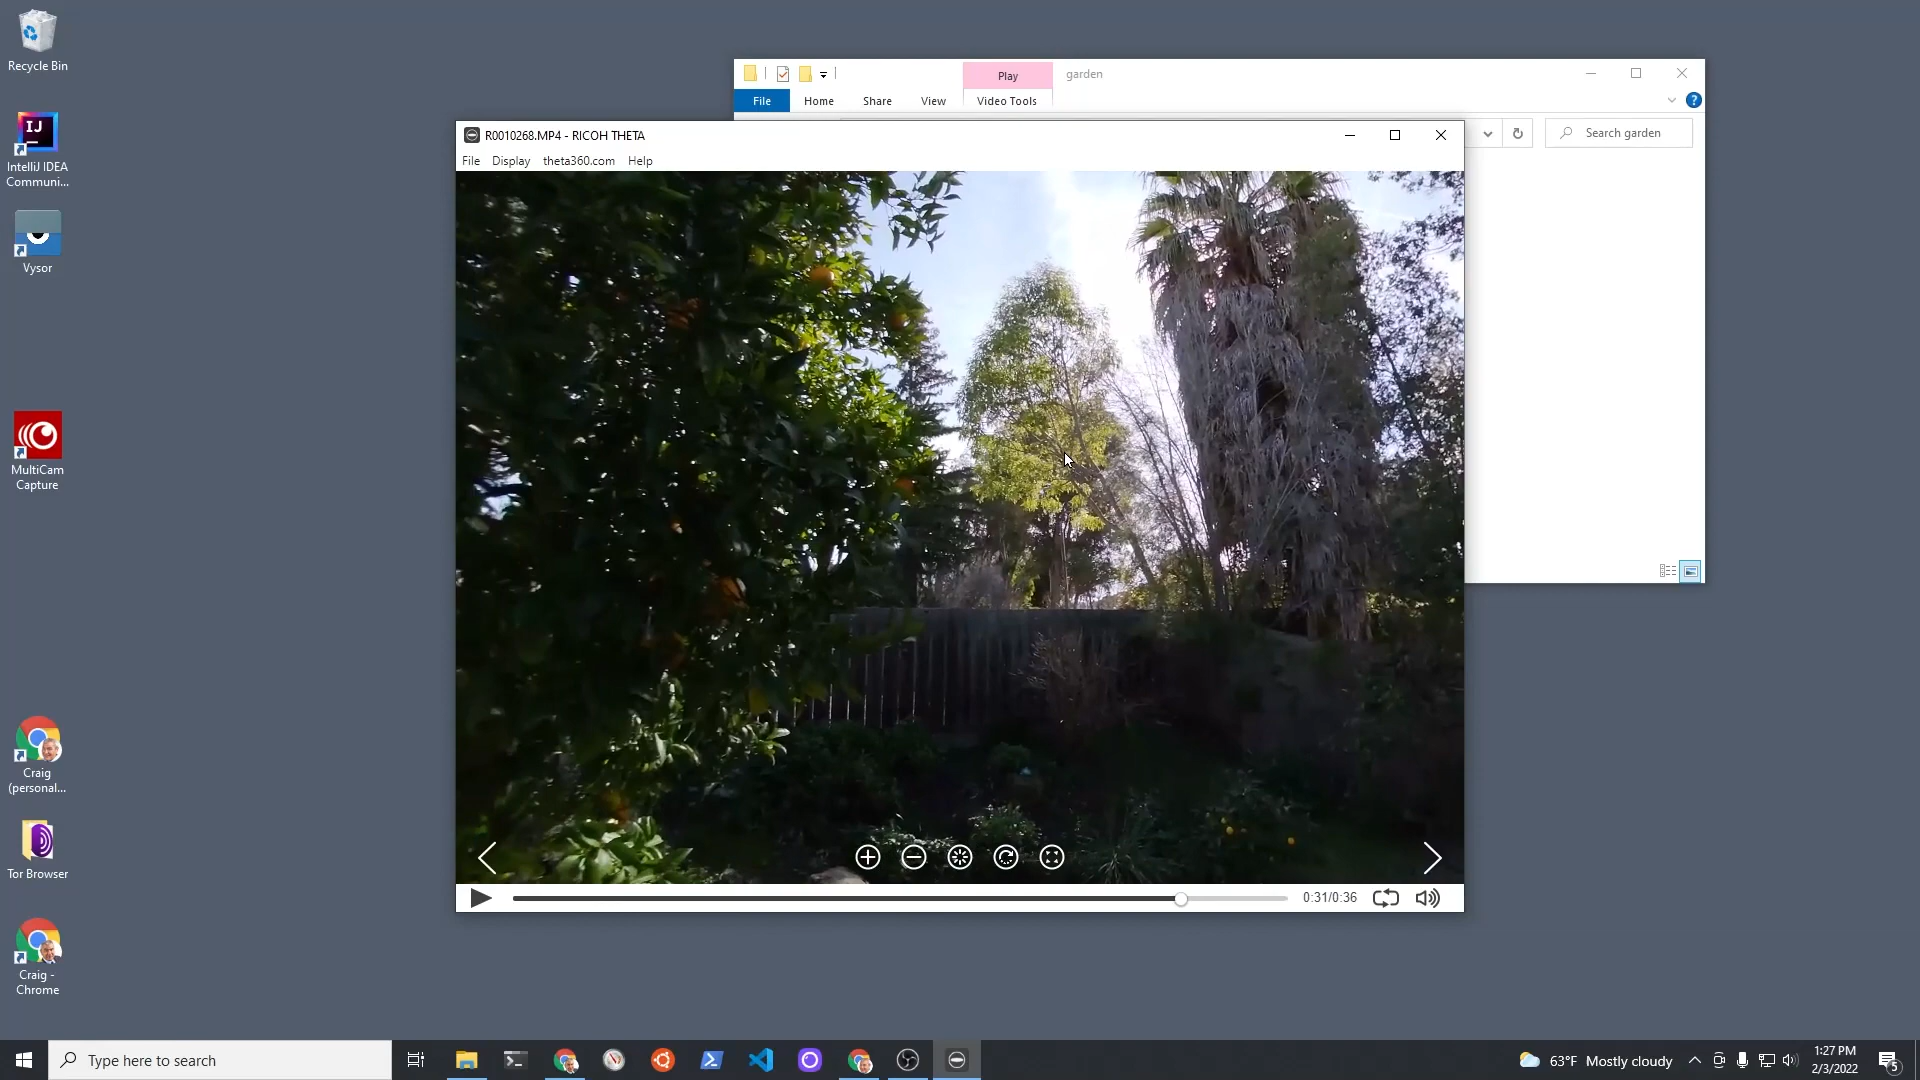 Recycle Bin
IJ
IntelliJ IDEA
Communi...
Vysor
MultiCam
Capture
Craig
(personal...
Tor Browser
Craig -
Chrome
Play
garden
File
Home
Share
View
Video Tools
Search garden
R0010268.MP4 - RICOH THETA
File
Display
theta360.com
Help
0:31/0:36
Type here to search
63°F Mostly cloudy
1:27 PM
2/3/2022
5